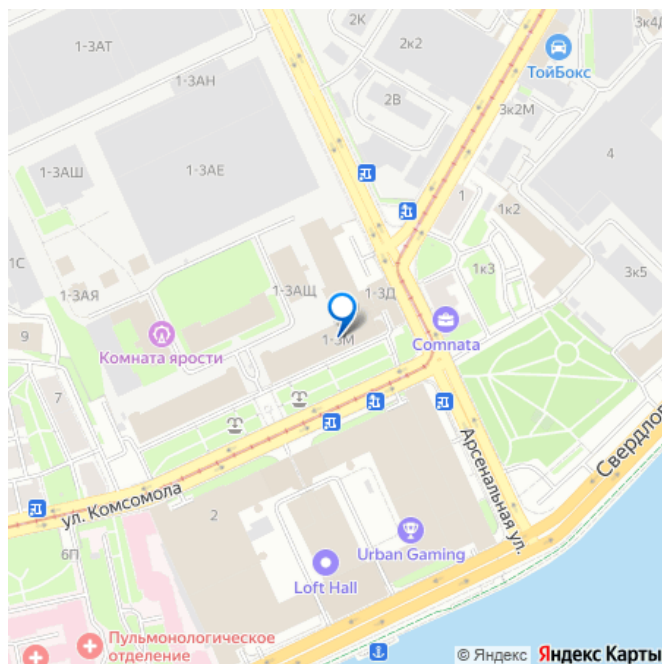 2К
3к4Д
1-3АТ
2к2
ТойБокс
1-3АН
2В
3к2М
4
1-3АЕ
1-3АШ
1
1к2
1С
1к3
3к5
1-3АЩ
1-3Д
1-3АЯ
9
Комната ярости
1-3М
Comnata
7
Арсенальная ул.
Свердлов
ул. Комсомола
2
6П
Urban Gaming
Loft Hall
Пульмонологическое
отделение
© Яндекс Яндекс Карты